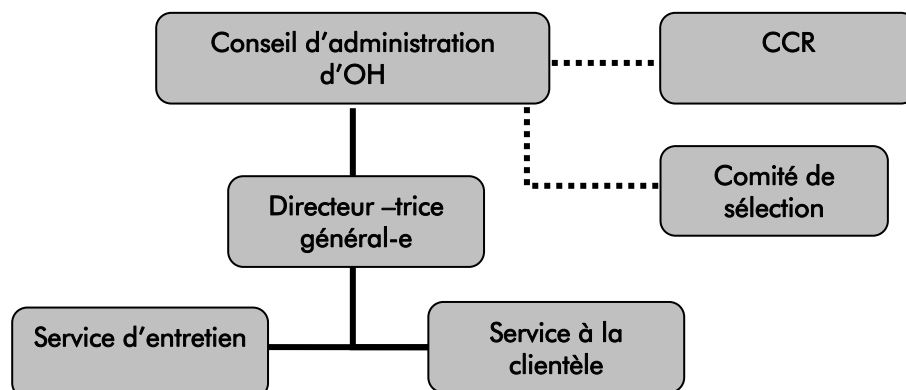 Conseil d'administration
d'OH
CCR
Comité de
sélection
Directeur –trice
général-e
Service d'entretien
Service à la
clientèle